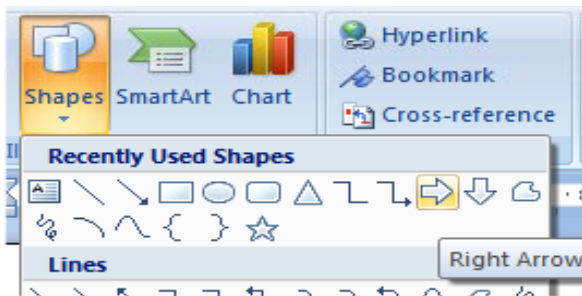 Hyperlink
Bookmark
Shapes SmartArt Chart
Cross-reference
Recently Used Shapes
A
Right Arrow
Lines